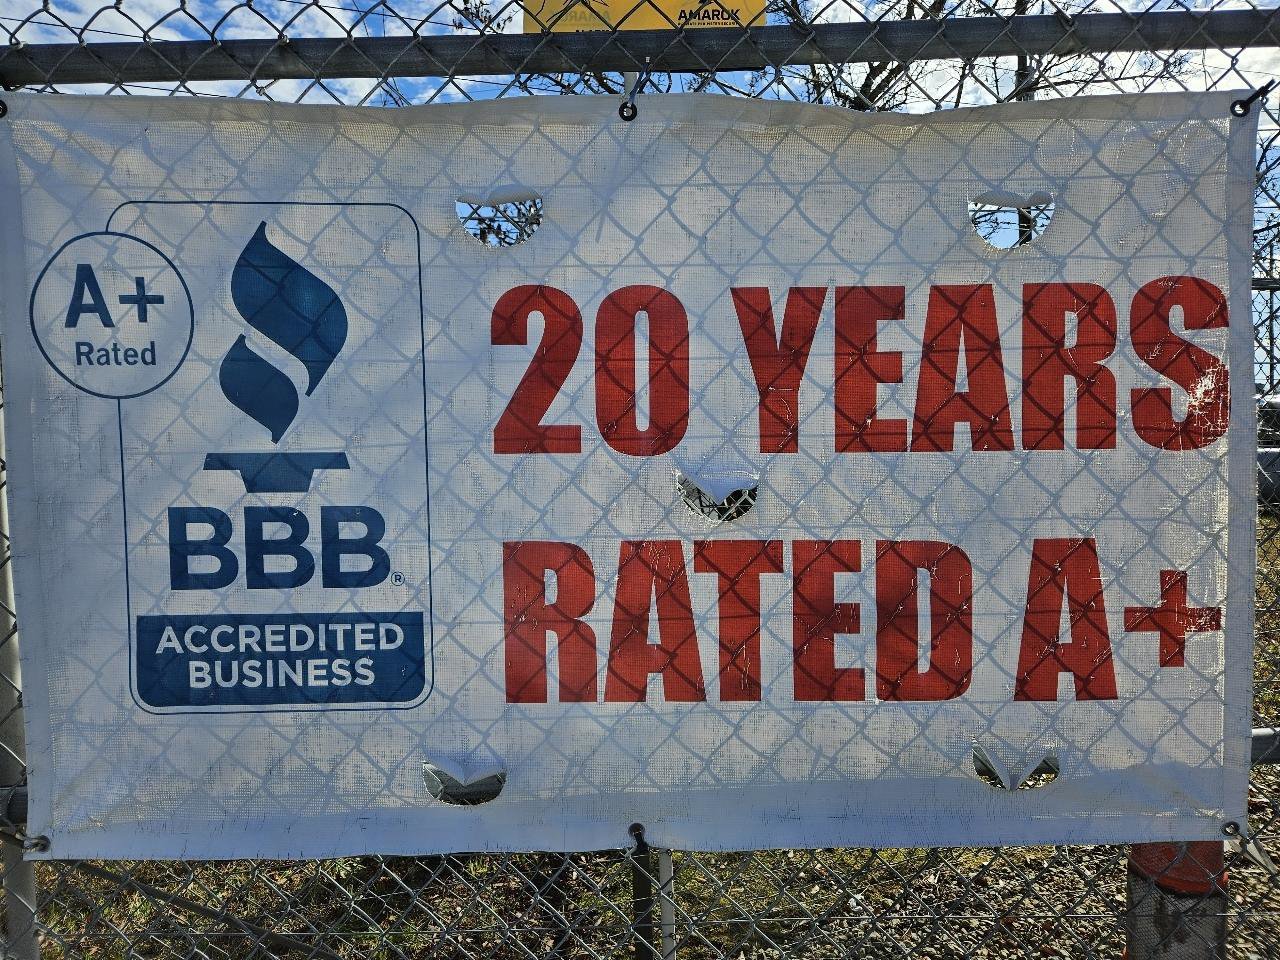 AMAROK
A+
Rated
BBB®
ACCREDITED
BUSINESS
20 YEARS
RATED A+